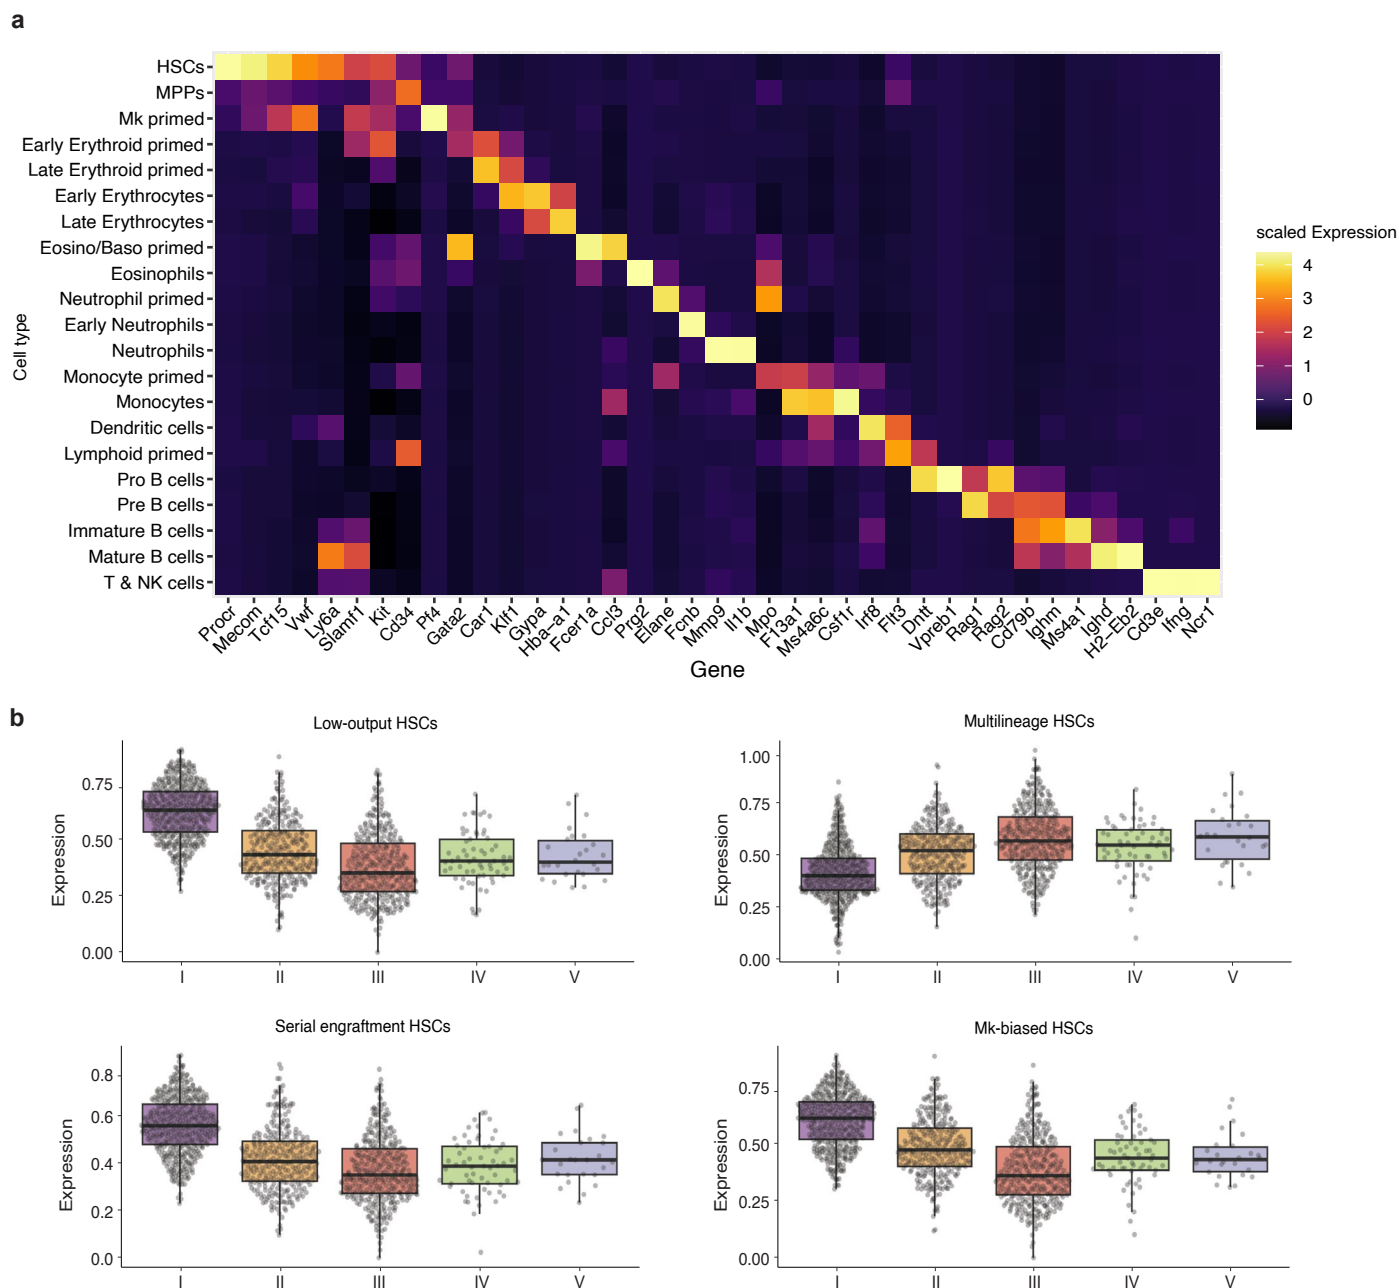 a
HSCs
MPPs
Mk primed
Early Erythroid primed
Late Erythroid primed
Early Erythrocytes
Late Erythrocytes
Eosino/Baso primed
Eosinophils
Neutrophil primed
Early Neutrophils
Neutrophils
Monocyte primed
Monocytes
Dendritic cells
Lymphoid primed
Pro B cells
Pre B cells
Immature B cells
Mature B cells
T & NK cells
Cell type
Procr
Mecom
Tcf15
Vwf
Ly6a
Slamf1
Kit
Cd34
Pf4
Gata2
Car1
Klf1
Gypa
Hba-a1
Fcer1a
Ccl3
Prg2
Elane
Fcnb
Mmp9
Il1b
Mpo
F13a1
Ms4a6c
Csf1r
Irf8
Flt3
Dntt
Vpreb1
Rag1
Rag2
Cd79b
Ighm
Ms4a1
Ighd
H2-Eb2
Cd3e
Ifng
Ncr1
Gene
scaled Expression
4
3
2
1
0
b
Low-output HSCs
Expression
0.75
0.50
0.25
0.00
I II III IV V
Multilineage HSCs
Expression
1.00
0.75
0.50
0.25
0.00
I II III IV V
Serial engraftment HSCs
Expression
0.8
0.6
0.4
0.2
0.0
I II III IV V
Mk-biased HSCs
Expression
0.75
0.50
0.25
0.00
I II III IV V